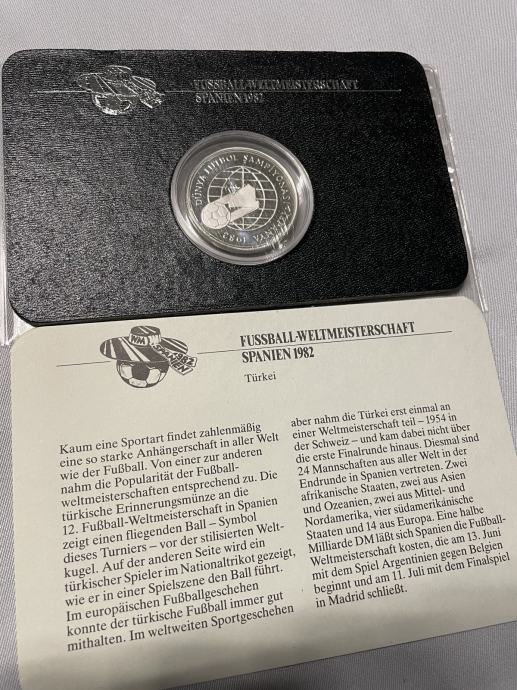 FUSSBALL-WELTMEISTERSCHAFT
SPANIEN 1982
DÜNYA FUTBOL ŞAMPİYONASI İSPANYA 1982
WM
1982
FUSSBALL-WELTMEISTERSCHAFT
SPANIEN 1982
Türkei
Kaum eine Sportart findet zahlenmäßig
eine so starke Anhängerschaft in aller Welt
wie der Fußball. Von einer zur anderen
nahm die Popularität der Fußball-
weltmeisterschaften entsprechend zu. Die
türkische Erinnerungsmünze an die
12. Fußball-Weltmeisterschaft in Spanien
zeigt einen fliegenden Ball – Symbol
dieses Turniers – vor der stilisierten Welt-
kugel. Auf der anderen Seite wird ein
türkischer Spieler im Nationaltrikot gezeigt,
wie er in einer Spielszene den Ball führt.
Im europäischen Fußballgeschehen
konnte der türkische Fußball immer gut
mithalten. Im weltweiten Sportgeschehen
aber nahm die Türkei erst einmal an
einer Weltmeisterschaft teil – 1954 in
der Schweiz – und kam dabei nicht über
die erste Finalrunde hinaus. Diesmal sind
24 Mannschaften aus aller Welt in der
Endrunde in Spanien vertreten. Zwei
afrikanische Staaten, zwei aus Asien
und Ozeanien, zwei aus Mittel- und
Nordamerika, vier südamerikanische
Staaten und 14 aus Europa. Eine halbe
Milliarde DM läßt sich Spanien die Fußball-
Weltmeisterschaft kosten, die am 13. Juni
mit dem Spiel Argentinien gegen Belgien
beginnt und am 11. Juli mit dem Finalspiel
in Madrid schließt.